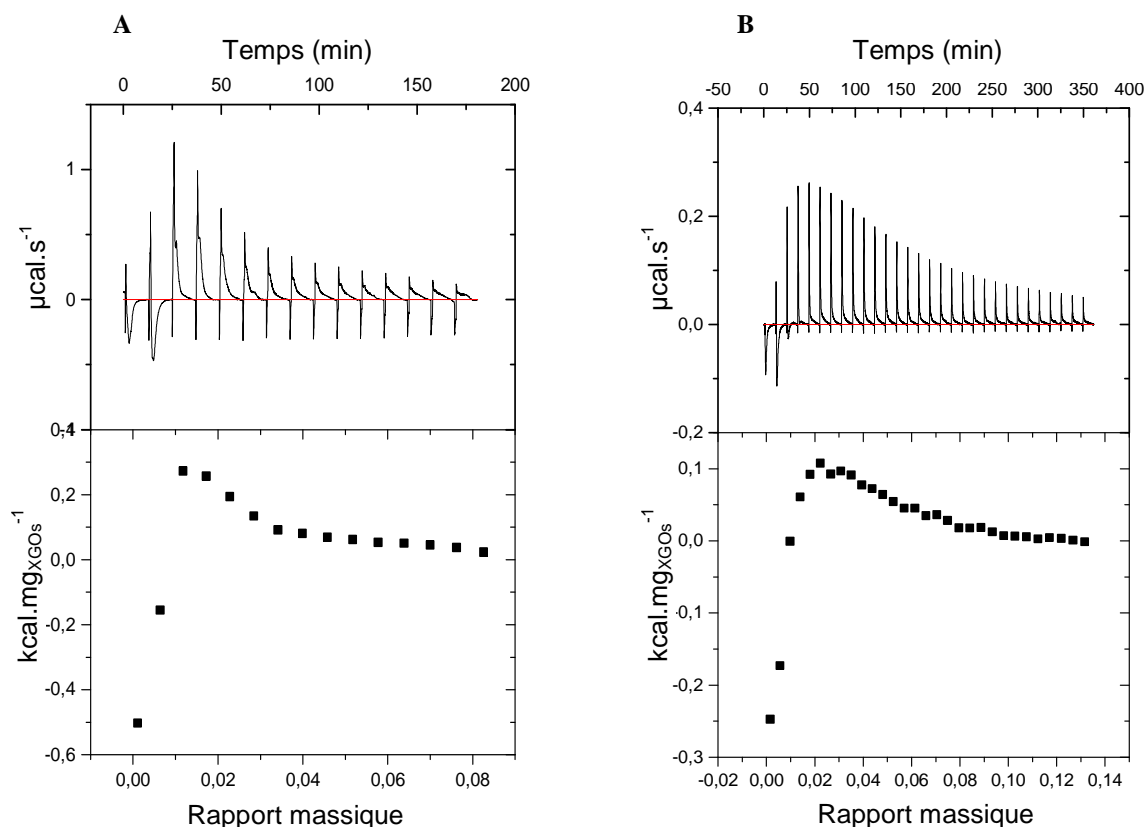 A
Temps (min)
0 50 100 150 200
1
0
-1
µcal.s-1
0,4
0,2
0,0
-0,2
-0,4
-0,6
kcal.mgXGOs-1
0,00 0,02 0,04 0,06 0,08
Rapport massique
B
Temps (min)
-50 0 50 100 150 200 250 300 350 400
0,4
0,2
0,0
-0,2
µcal.s-1
0,1
0,0
-0,1
-0,2
-0,3
kcal.mgXGOs-1
-0,02 0,00 0,02 0,04 0,06 0,08 0,10 0,12 0,14
Rapport massique